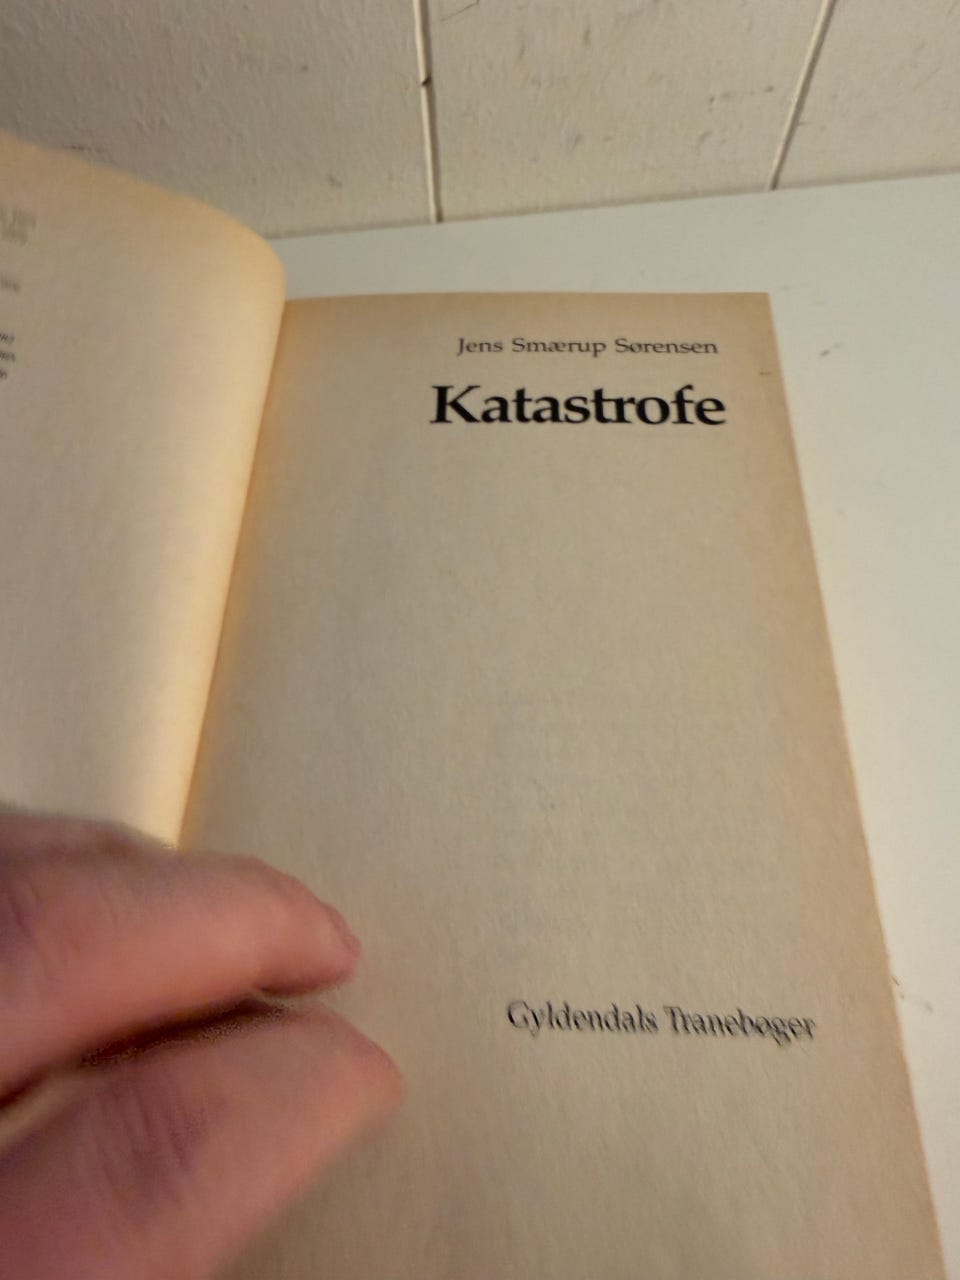 Jens Smærup Sørensen
Katastrofe
Gyldendals Tranebøger